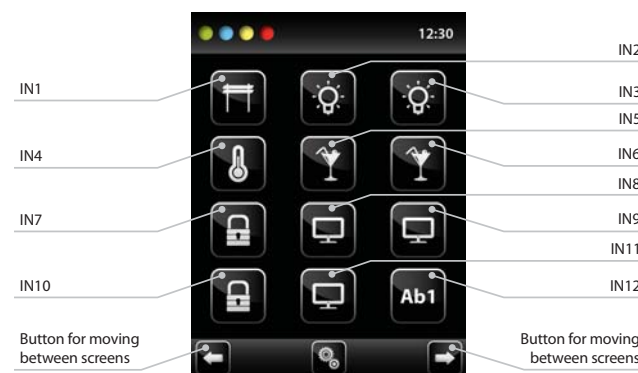 12:30
IN2
IN1
IN3
IN5
IN4
IN6
IN8
IN7
IN9
IN11
IN10
IN12
Ab1
Button for moving
between screens
Button for moving
between screens